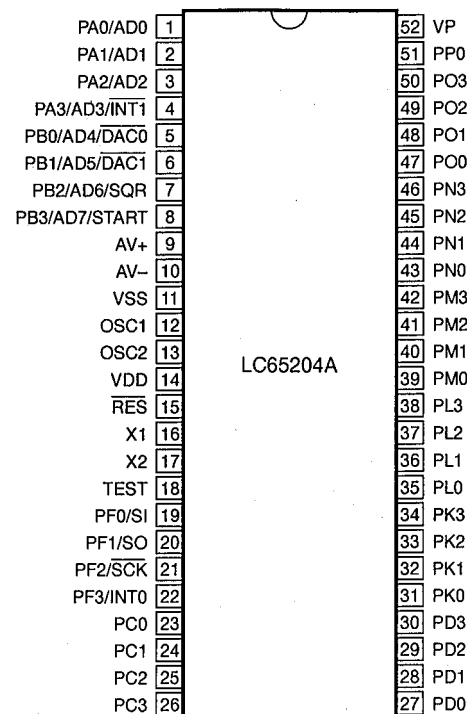 PA0/AD0 1 52 VP
PA1/AD1 2 51 PP0
PA2/AD2 3 50 PO3
PA3/AD3/INT1 4 49 PO2
PB0/AD4/DAC0 5 48 PO1
PB1/AD5/DAC1 6 47 PO0
PB2/AD6/SQR 7 46 PN3
PB3/AD7/START 8 45 PN2
AV+ 9 44 PN1
AV– 10 43 PN0
VSS 11 42 PM3
OSC1 12 41 PM2
OSC2 13 40 PM1
LC65204A
VDD 14 39 PM0
RES 15 38 PL3
X1 16 37 PL2
X2 17 36 PL1
TEST 18 35 PL0
PF0/SI 19 34 PK3
PF1/SO 20 33 PK2
PF2/SCK 21 32 PK1
PF3/INT0 22 31 PK0
PC0 23 30 PD3
PC1 24 29 PD2
PC2 25 28 PD1
PC3 26 27 PD0